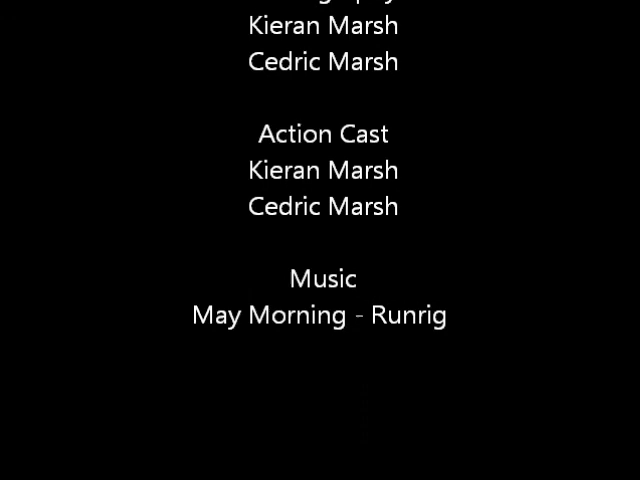 Kieran Marsh
Cedric Marsh
Action Cast
Kieran Marsh
Cedric Marsh
Music
May Morning - Runrig